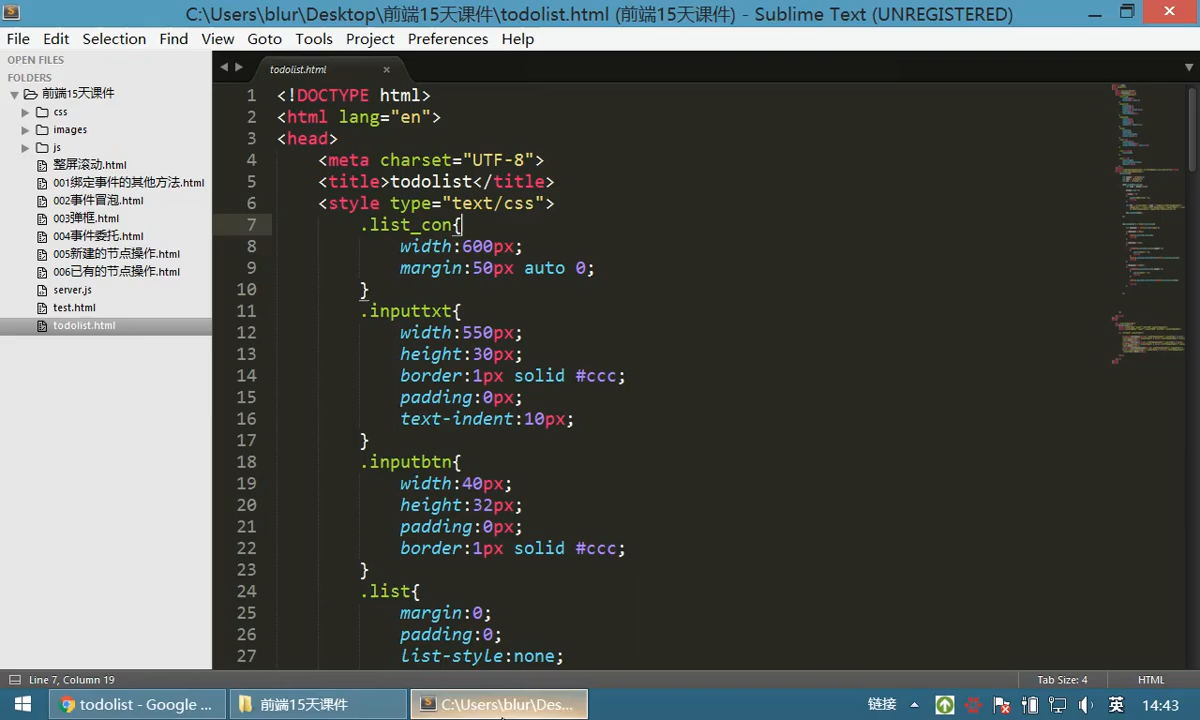 C:\Users\blur\Desktop\前端15天课件\todolist.html (前端15天课件) - Sublime Text (UNREGISTERED)
File Edit Selection Find View Goto Tools Project Preferences Help
OPEN FILES
FOLDERS
前端15天课件
css
images
js
整屏滚动.html
001绑定事件的其他方法.html
002事件冒泡.html
003弹框.html
004事件委托.html
005新建的节点操作.html
006已有的节点操作.html
server.js
test.html
todolist.html
todolist.html
1 <!DOCTYPE html>
2 <html lang="en">
3 <head>
4 <meta charset="UTF-8">
5 <title>todolist</title>
6 <style type="text/css">
7 .list_con{
8 width:600px;
9 margin:50px auto 0;
10 }
11 .inputtxt{
12 width:550px;
13 height:30px;
14 border:1px solid #ccc;
15 padding:0px;
16 text-indent:10px;
17 }
18 .inputbtn{
19 width:40px;
20 height:32px;
21 padding:0px;
22 border:1px solid #ccc;
23 }
24 .list{
25 margin:0;
26 padding:0;
27 list-style:none;
Line 7, Column 19
Tab Size: 4
HTML
todolist - Google ...
前端15天课件
C:\Users\blur\Des...
链接
英
14:43